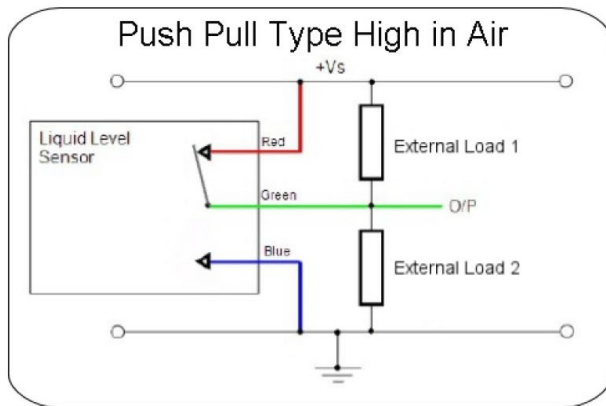 Push Pull Type High in Air
+Vs
Liquid Level
Sensor
Red
External Load 1
Green
O/P
Blue
External Load 2